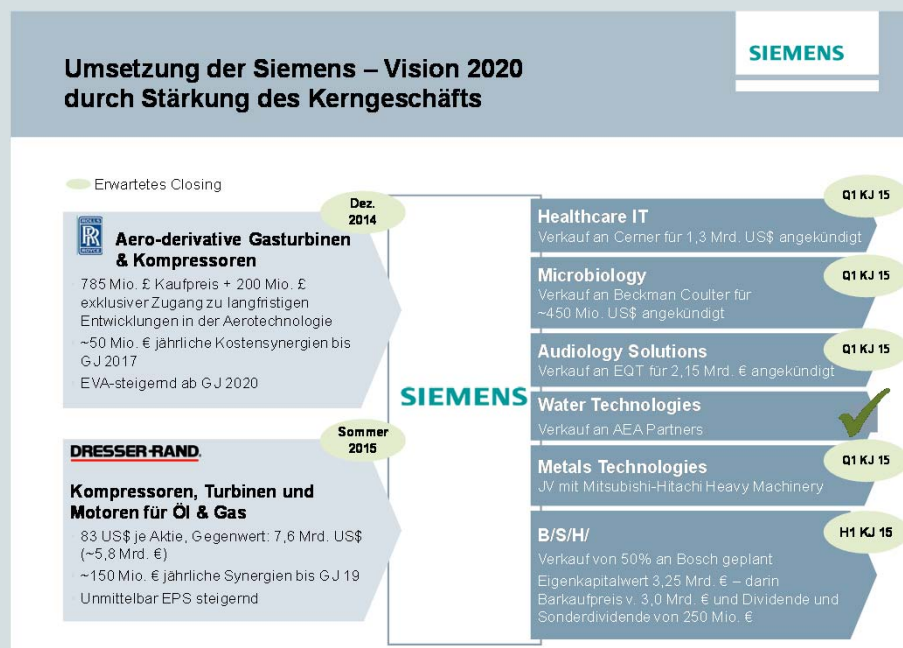 Umsetzung der Siemens – Vision 2020
durch Stärkung des Kerngeschäfts
SIEMENS
Erwartetes Closing
Dez.
2014
ROLLS
RR
ROYCE
Aero-derivative Gasturbinen
& Kompressoren
785 Mio. £ Kaufpreis + 200 Mio. £
exklusiver Zugang zu langfristigen
Entwicklungen in der Aerotechnologie
~50 Mio. € jährliche Kostensynergien bis
GJ 2017
EVA-steigernd ab GJ 2020
Sommer
2015
DRESSER-RAND.
Kompressoren, Turbinen und
Motoren für Öl & Gas
83 US$ je Aktie, Gegenwert: 7,6 Mrd. US$
(~5,8 Mrd. €)
~150 Mio. € jährliche Synergien bis GJ 19
Unmittelbar EPS steigernd
SIEMENS
Q1 KJ 15
Healthcare IT
Verkauf an Cerner für 1,3 Mrd. US$ angekündigt
Q1 KJ 15
Microbiology
Verkauf an Beckman Coulter für
~450 Mio. US$ angekündigt
Q1 KJ 15
Audiology Solutions
Verkauf an EQT für 2,15 Mrd. € angekündigt
Water Technologies
Verkauf an AEA Partners
Q1 KJ 15
Metals Technologies
JV mit Mitsubishi-Hitachi Heavy Machinery
H1 KJ 15
B/S/H/
Verkauf von 50% an Bosch geplant
Eigenkapitalwert 3,25 Mrd. € – darin
Barkaufpreis v. 3,0 Mrd. € und Dividende und
Sonderdividende von 250 Mio. €